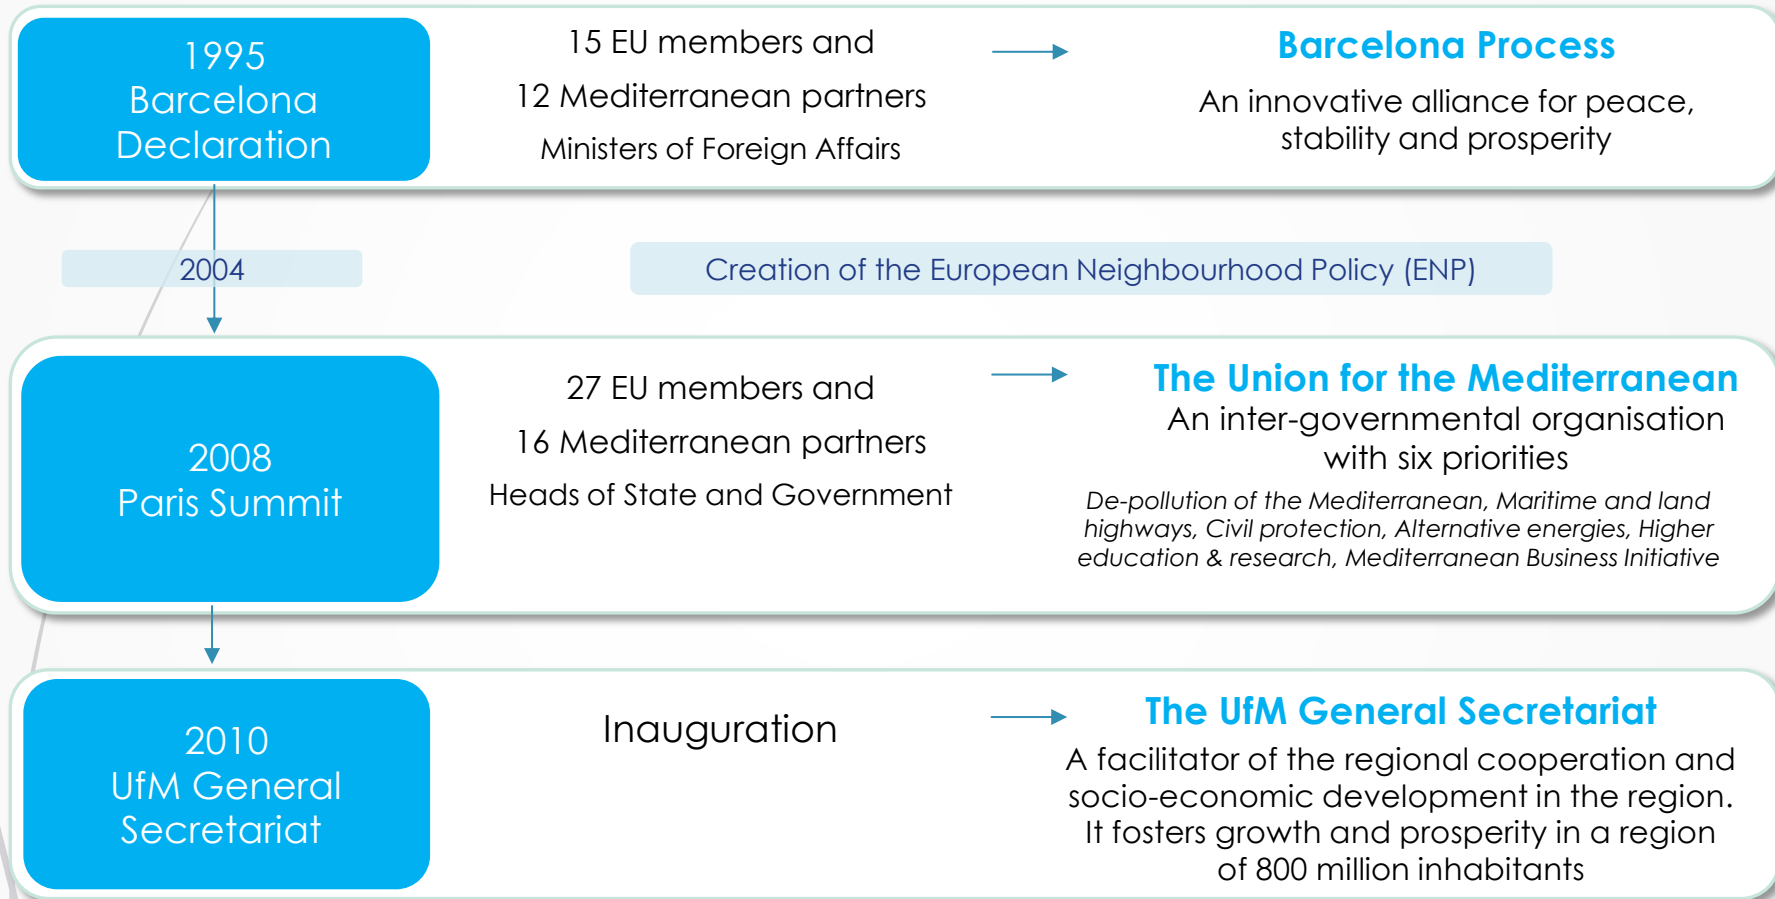 1995
Barcelona
Declaration
15 EU members and
12 Mediterranean partners
Ministers of Foreign Affairs
Barcelona Process
An innovative alliance for peace,
stability and prosperity
2004
Creation of the European Neighbourhood Policy (ENP)
2008
Paris Summit
27 EU members and
16 Mediterranean partners
Heads of State and Government
The Union for the Mediterranean
An inter-governmental organisation
with six priorities
De-pollution of the Mediterranean, Maritime and land
highways, Civil protection, Alternative energies, Higher
education & research, Mediterranean Business Initiative
2010
UfM General
Secretariat
Inauguration
The UfM General Secretariat
A facilitator of the regional cooperation and
socio-economic development in the region.
It fosters growth and prosperity in a region
of 800 million inhabitants